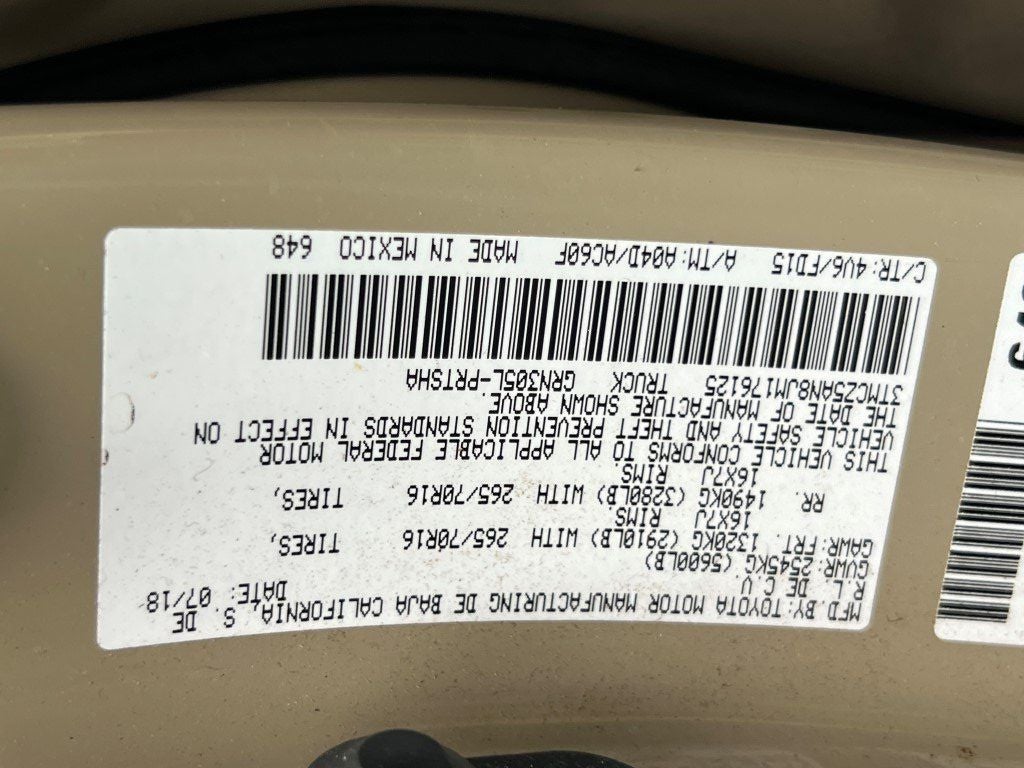 MFD.BY:TOYOTA MOTOR MANUFACTURING DE BAJA CALIFORNIA, S. DE
R.L. DE C.V. DATE: 07/18
GVWR: 2545KG (5600LB)
GAWR:FRT. 1320KG (2910LB) WITH 265/70R16 TIRES,
16X7J RIMS
RR. 1490KG (3280LB) WITH 265/70R16 TIRES,
16X7J RIMS.
THIS VEHICLE CONFORMS TO ALL APPLICABLE FEDERAL MOTOR
VEHICLE SAFETY AND THEFT PREVENTION STANDARDS IN EFFECT ON
THE DATE OF MANUFACTURE SHOWN ABOVE.
3TMCZ5AN8JM176125 TRUCK GRN305L-PRTSHA
C/TR:4V6/FD15 A/TM:A04D/AC60F MADE IN MEXICO 648